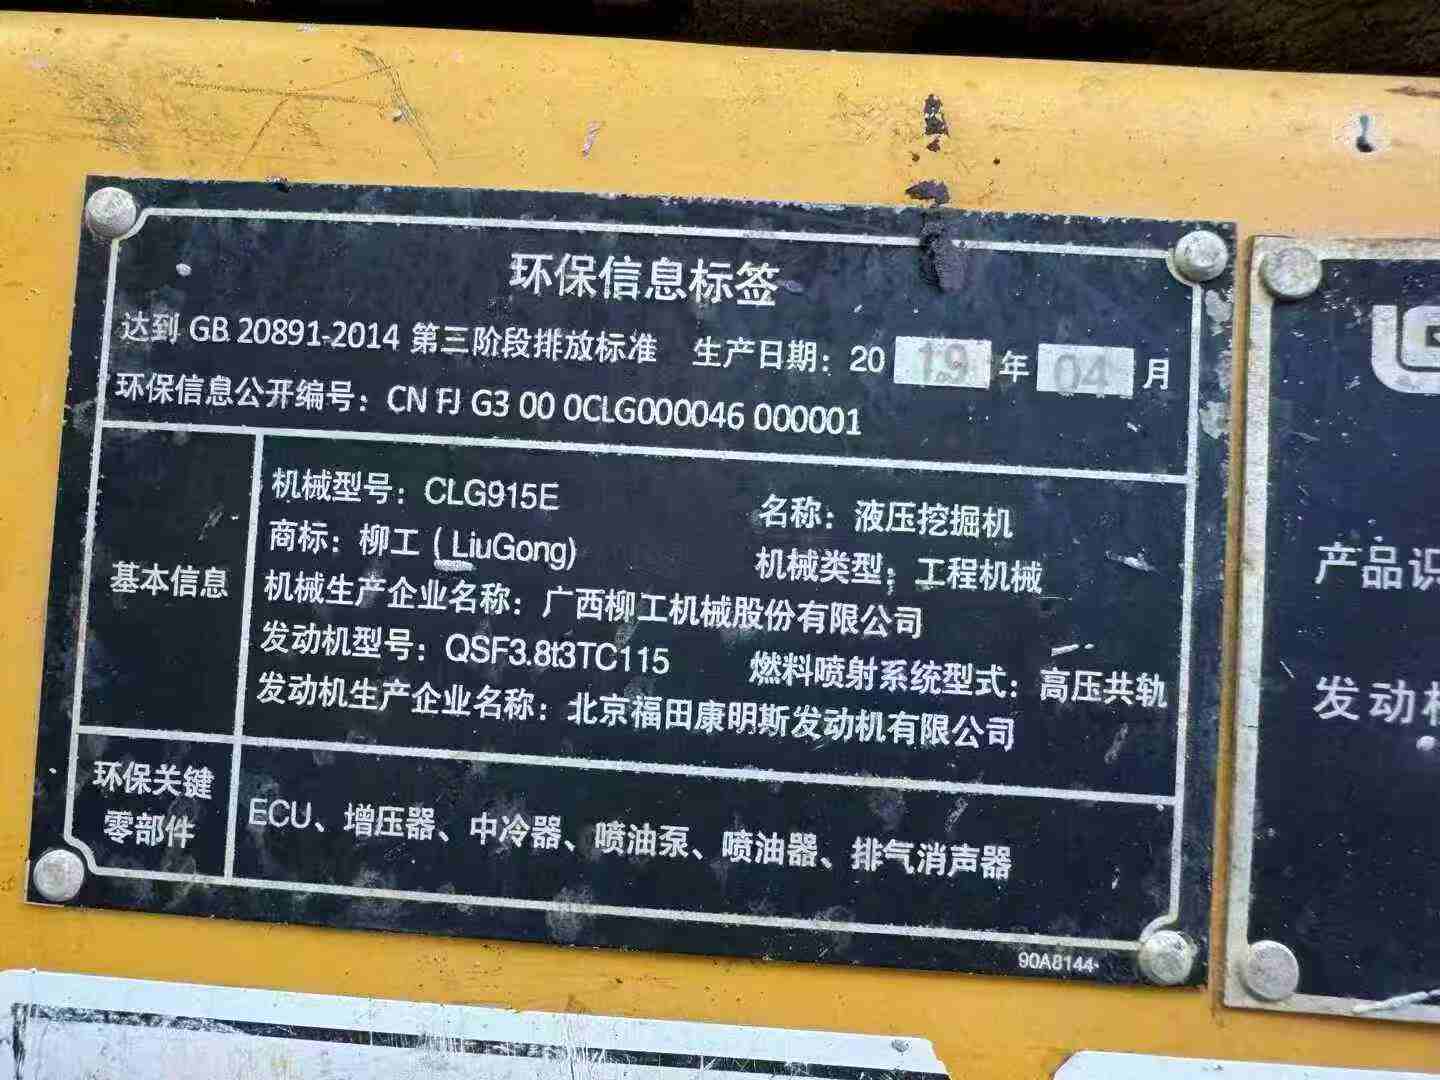 环保信息标签
达到 GB 20891-2014 第三阶段排放标准 生产日期：2019年04月
环保信息公开编号：CN FJ G3 00 0CLG000046 000001
基本信息
机械型号：CLG915E 名称：液压挖掘机
商标：柳工 (LiuGong) 机械类型：工程机械
机械生产企业名称：广西柳工机械股份有限公司
发动机型号：QSF3.8t3TC115 燃料喷射系统型式：高压共轨
发动机生产企业名称：北京福田康明斯发动机有限公司
环保关键
零部件
ECU、增压器、中冷器、喷油泵、喷油器、排气消声器
90A8144
产品识
发动